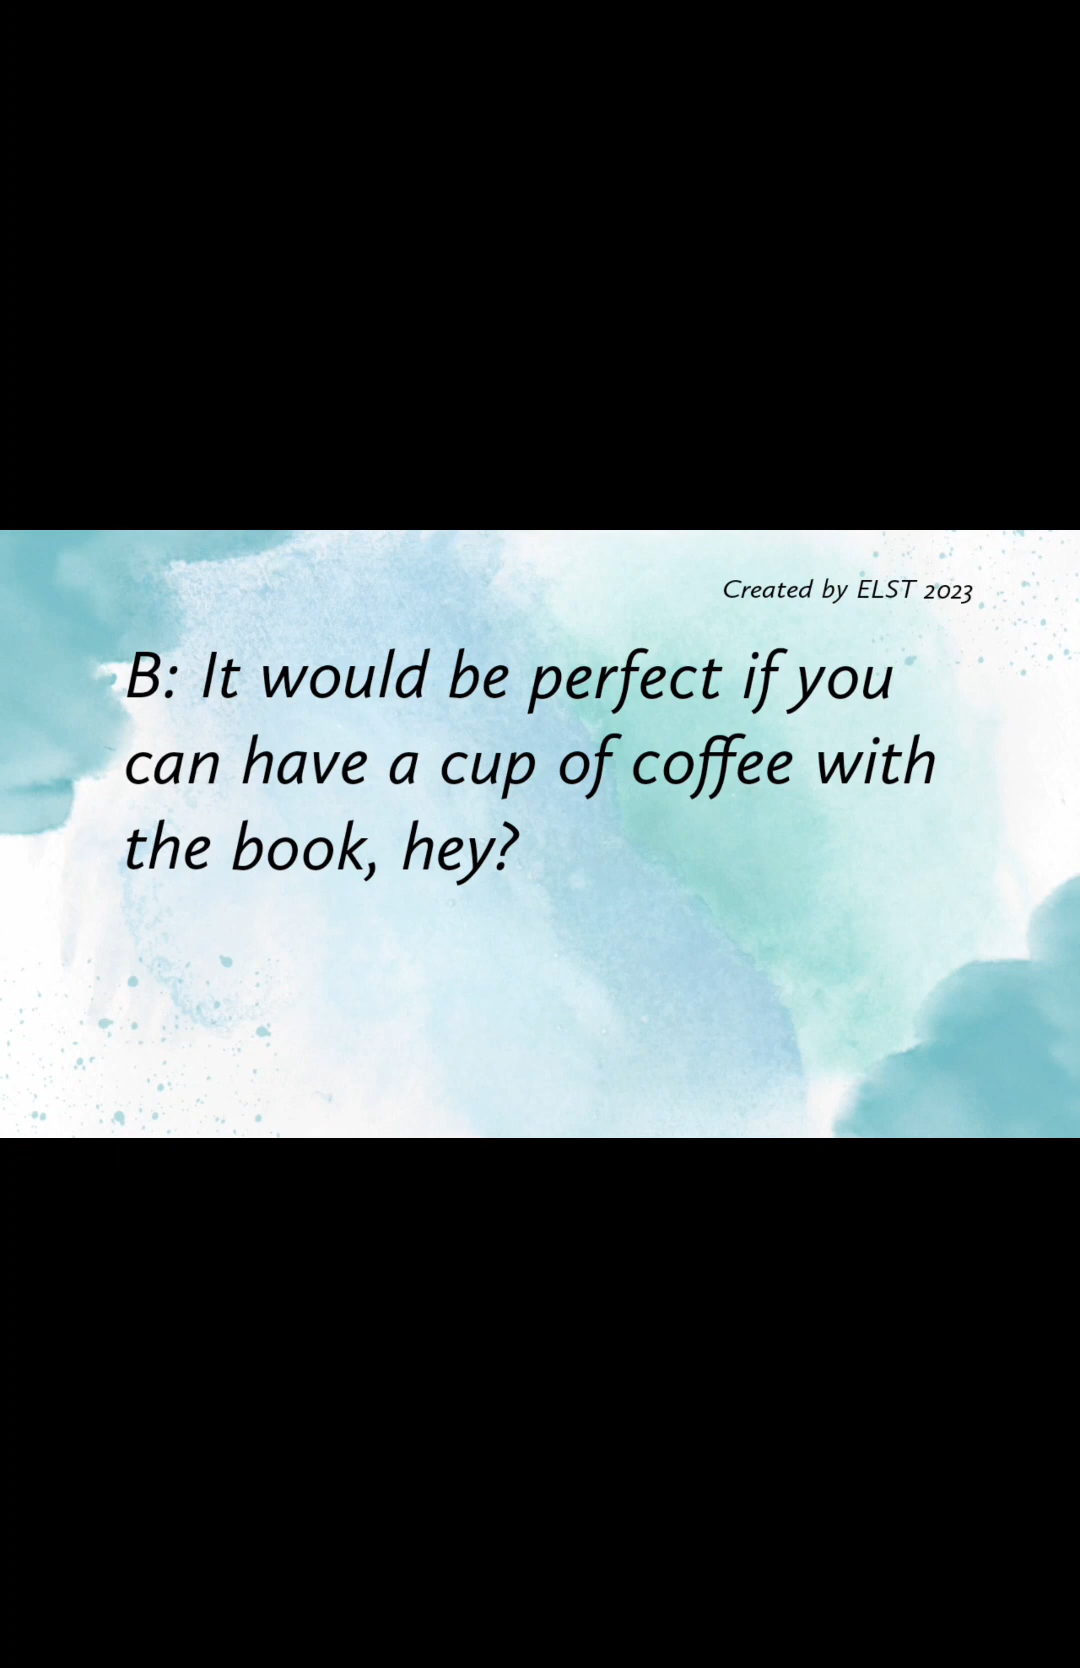 Created by ELST 2023
B: It would be perfect if you
can have a cup of coffee with
the book, hey?